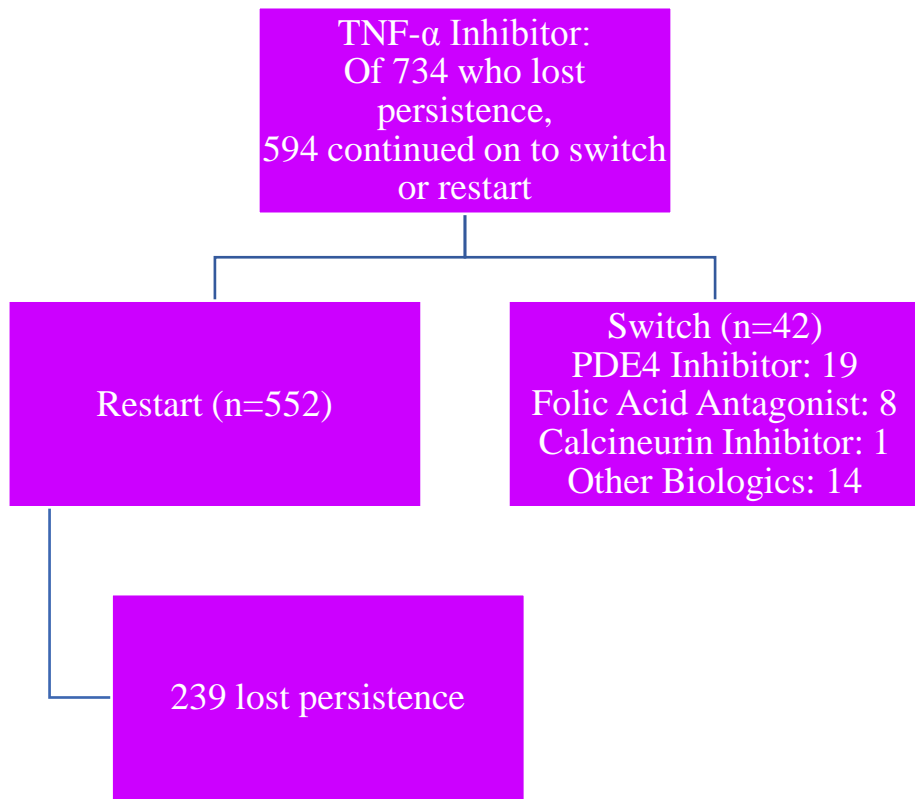 TNF-α Inhibitor:
Of 734 who lost
persistence,
594 continued on to switch
or restart
Restart (n=552)
Switch (n=42)
PDE4 Inhibitor: 19
Folic Acid Antagonist: 8
Calcineurin Inhibitor: 1
Other Biologics: 14
239 lost persistence